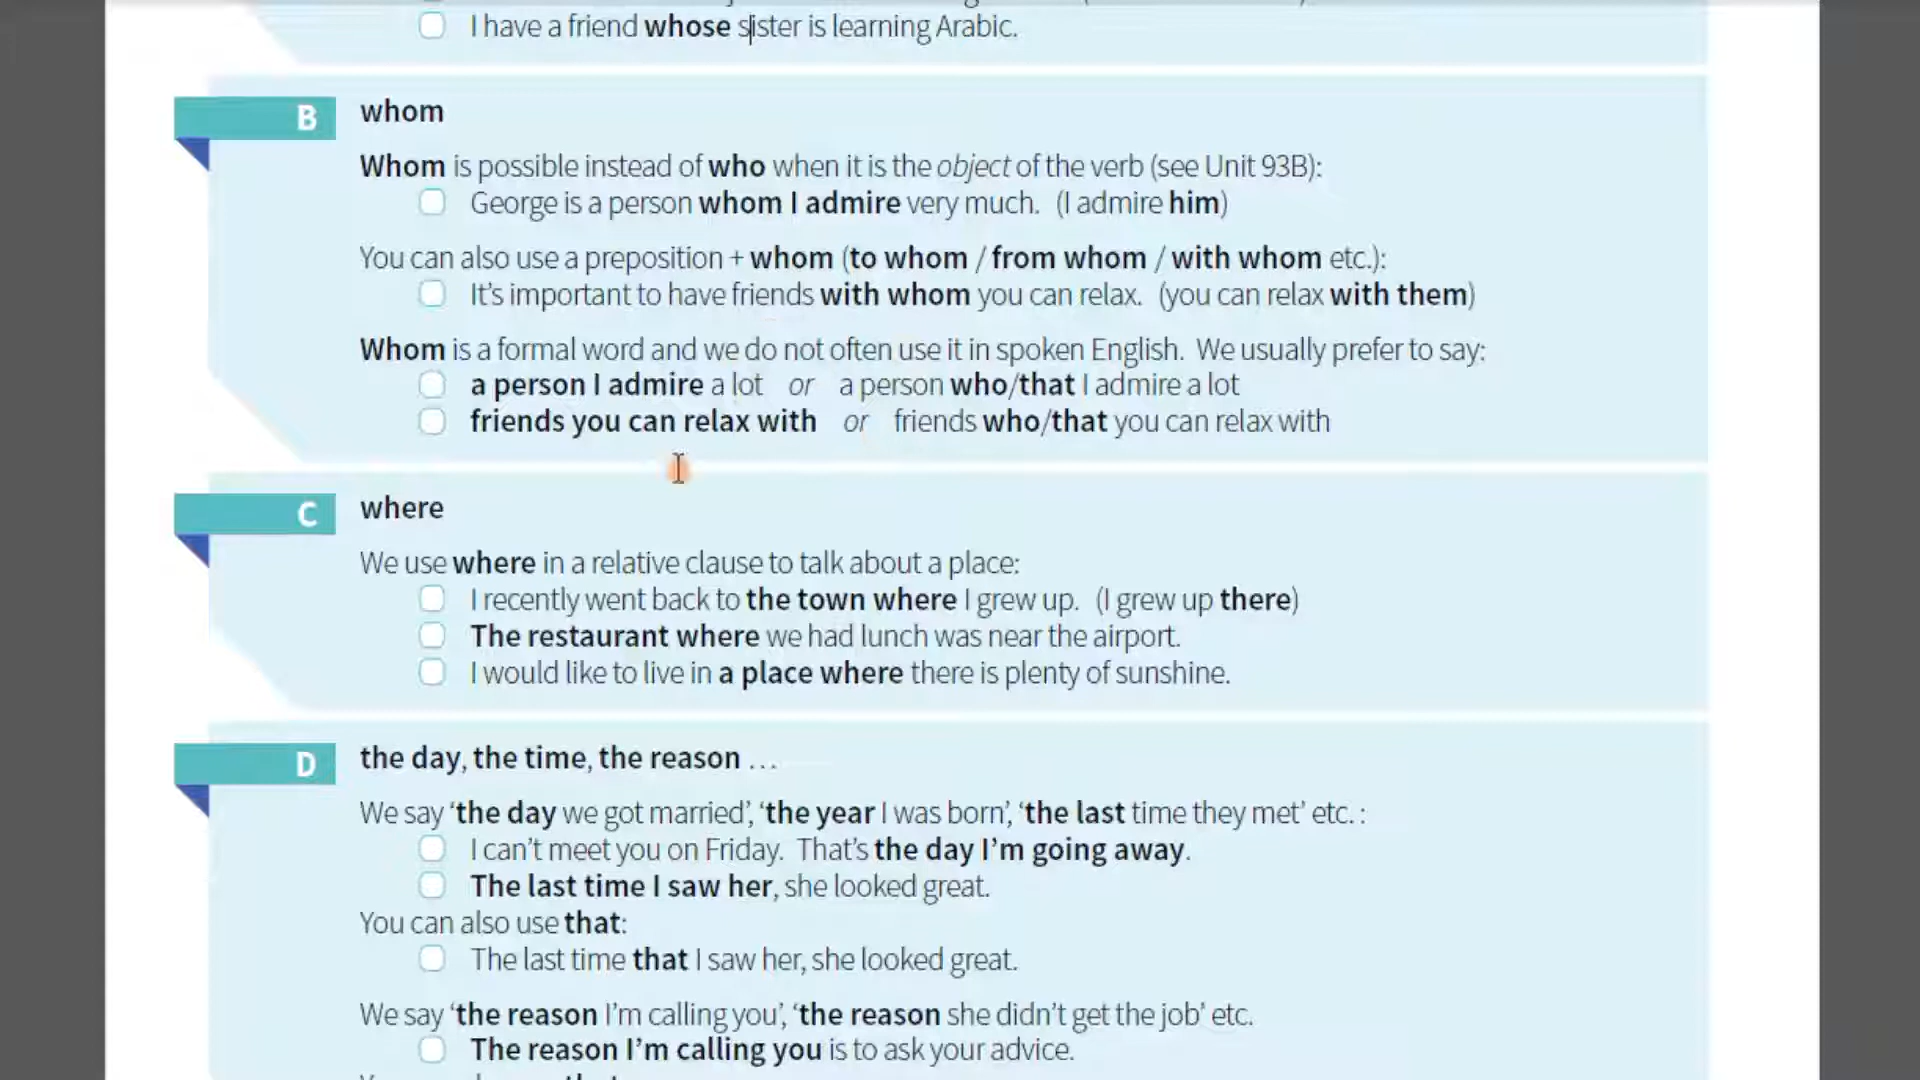 I have a friend whose sister is learning Arabic.
B whom
Whom is possible instead of who when it is the object of the verb (see Unit 93B):
George is a person whom I admire very much. (I admire him)
You can also use a preposition + whom (to whom / from whom / with whom etc.):
It's important to have friends with whom you can relax. (you can relax with them)
Whom is a formal word and we do not often use it in spoken English. We usually prefer to say:
a person I admire a lot or a person who/that I admire a lot
friends you can relax with or friends who/that you can relax with
C where
We use where in a relative clause to talk about a place:
I recently went back to the town where I grew up. (I grew up there)
The restaurant where we had lunch was near the airport.
I would like to live in a place where there is plenty of sunshine.
D the day, the time, the reason …
We say ‘the day we got married’, ‘the year I was born’, ‘the last time they met’ etc. :
I can’t meet you on Friday. That’s the day I’m going away.
The last time I saw her, she looked great.
You can also use that:
The last time that I saw her, she looked great.
We say ‘the reason I’m calling you’, ‘the reason she didn’t get the job’ etc.
The reason I’m calling you is to ask your advice.